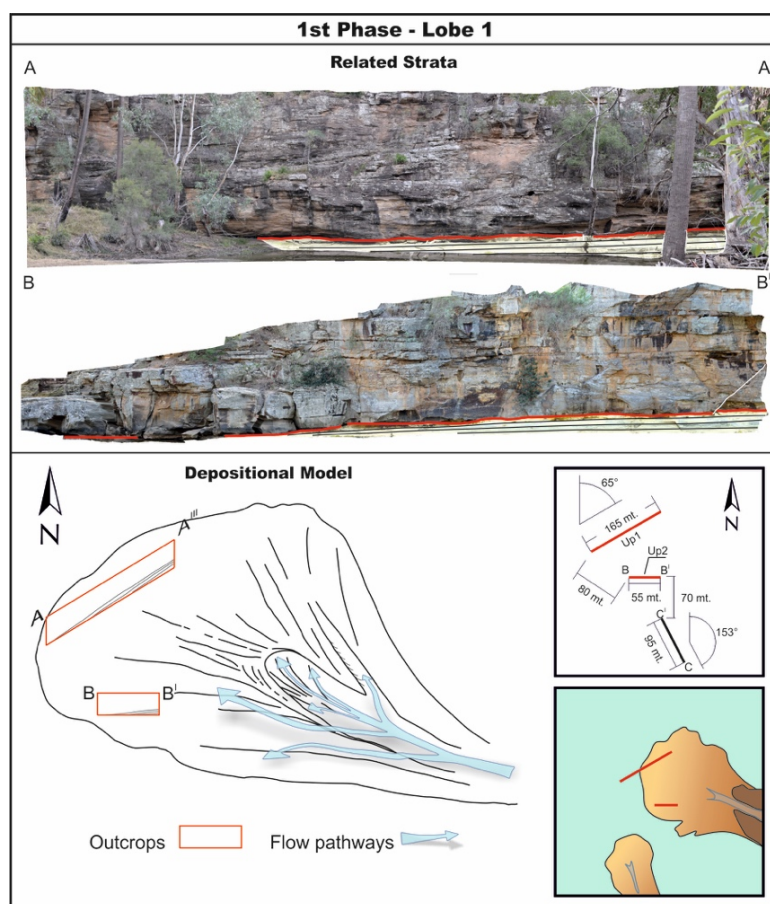 1st Phase - Lobe 1
Related Strata
A
A
B
B'
Depositional Model
N
A
A'''
B
B'
Outcrops
Flow pathways
N
65°
165 mt.
Up1
Up2
B
B'
80 mt.
55 mt.
70 mt.
C'
153°
95 mt.
C